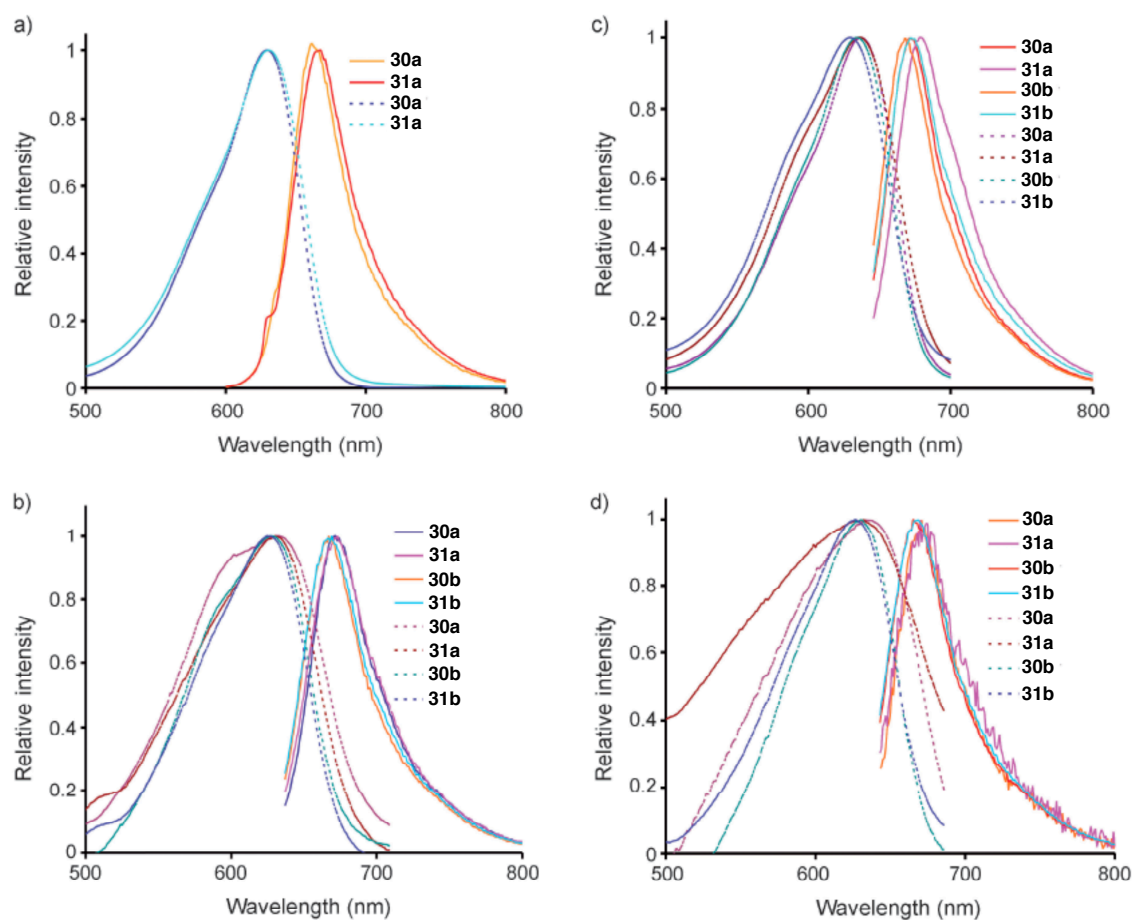 a)
Relative intensity
1
0.8
0.6
0.4
0.2
0
500
600
700
800
Wavelength (nm)
30a
31a
30a
31a
c)
Relative intensity
1
0.8
0.6
0.4
0.2
0
500
600
700
800
Wavelength (nm)
30a
31a
30b
31b
30a
31a
30b
31b
b)
Relative intensity
1
0.8
0.6
0.4
0.2
0
500
600
700
800
Wavelength (nm)
30a
31a
30b
31b
30a
31a
30b
31b
d)
Relative intensity
1
0.8
0.6
0.4
0.2
0
500
600
700
800
Wavelength (nm)
30a
31a
30b
31b
30a
31a
30b
31b